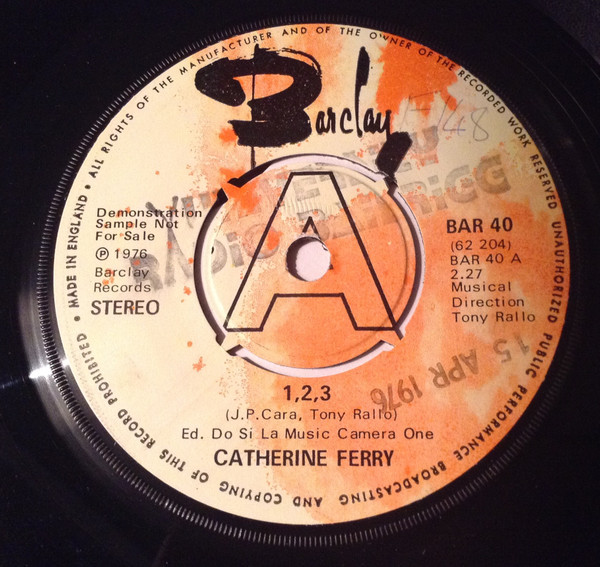 MADE IN ENGLAND • ALL RIGHTS OF THE MANUFACTURER AND OF THE OWNER OF THE RECORDED WORK RESERVED UNAUTHORIZED PUBLIC PERFORMANCE BROADCASTING AND COPYING OF THIS RECORD PROHIBITED •
Barclay
F48
Demonstration
Sample Not
For Sale
℗ 1976
Barclay
Records
STEREO
A
BAR 40
(62 204)
BAR 40 A
2.27
Musical
Direction
Tony Rallo
RADIO
15 APR 1976
1,2,3
(J.P.Cara, Tony Rallo)
Ed. Do Si La Music Camera One
CATHERINE FERRY